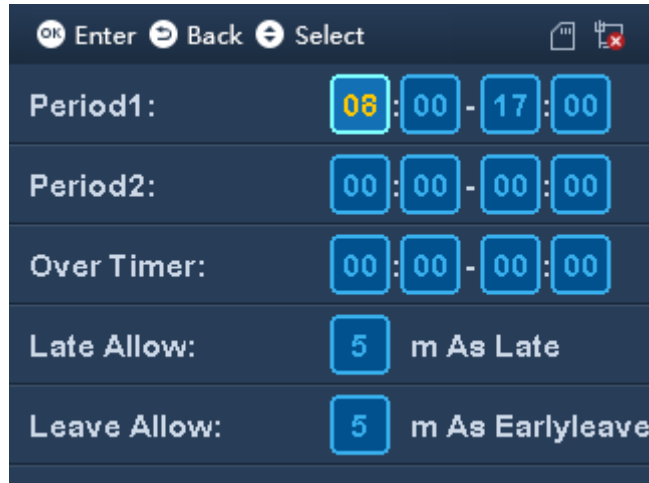 OK Enter Back Select
Period1: 08:00-17:00
Period2: 00:00-00:00
Over Timer: 00:00-00:00
Late Allow: 5 m As Late
Leave Allow: 5 m As Earlyleave